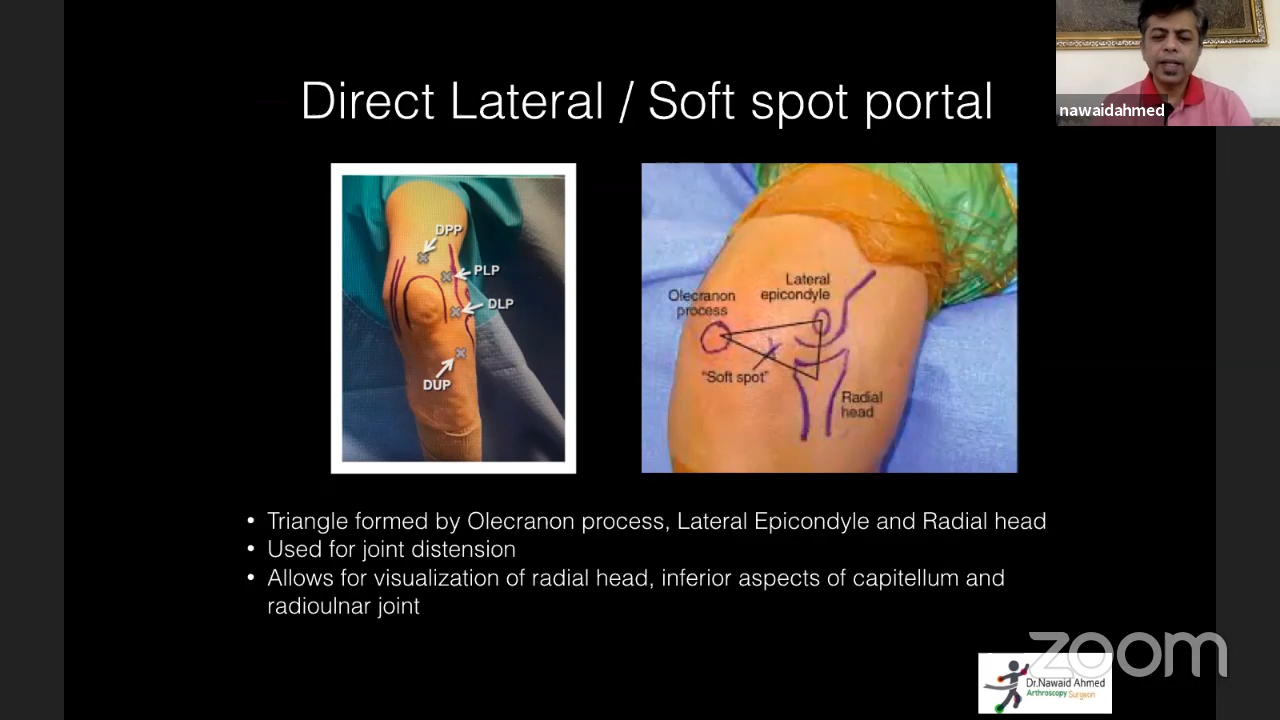 Direct Lateral / Soft spot portal
nawaidahmed
DPP
PLP
DLP
DUP
Lateral
epicondyle
Olecranon
process
"Soft spot"
Radial
head
• Triangle formed by Olecranon process, Lateral Epicondyle and Radial head
• Used for joint distension
• Allows for visualization of radial head, inferior aspects of capitellum and
radioulnar joint
zoom
Dr.Nawaid Ahmed
Arthroscopy Surgeon